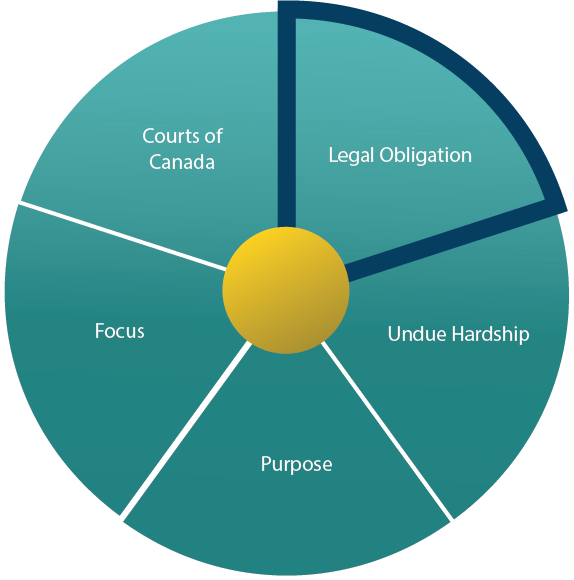 Courts of
Canada
Legal Obligation
Focus
Undue Hardship
Purpose